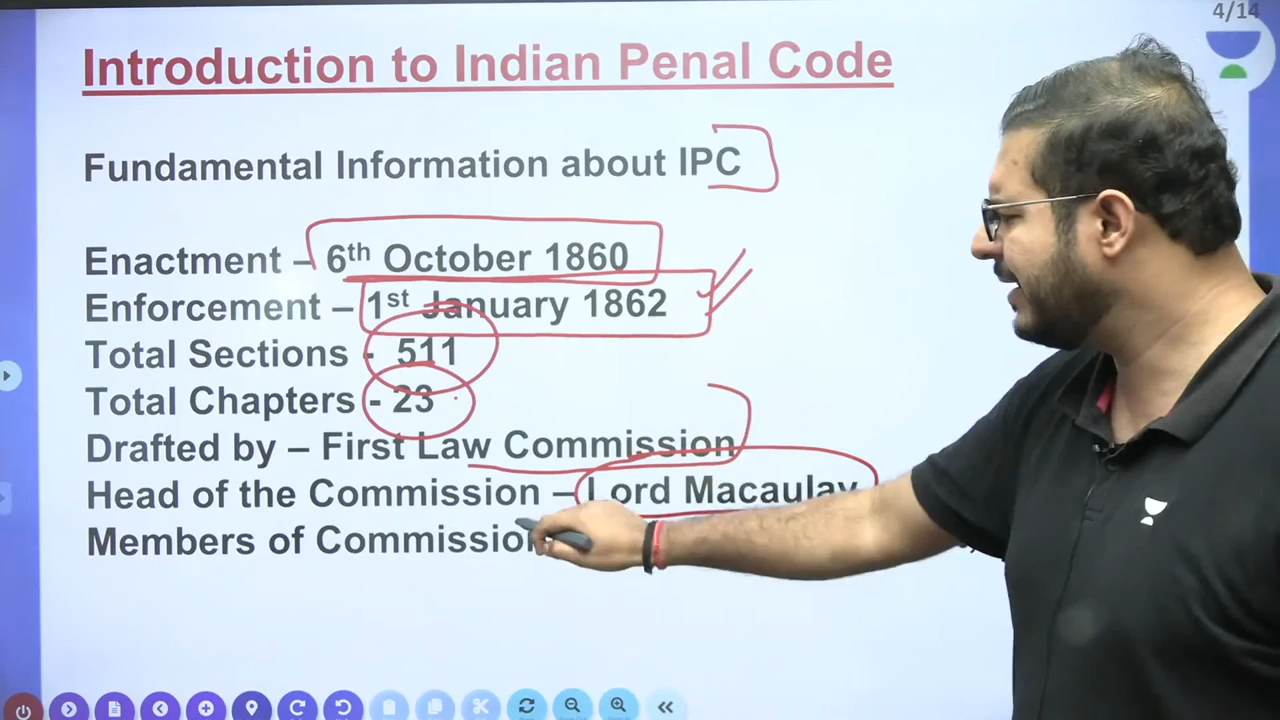 4/14
Introduction to Indian Penal Code
Fundamental Information about IPC
Enactment – 6th October 1860
Enforcement – 1st January 1862
Total Sections - 511
Total Chapters - 23
Drafted by – First Law Commission
Head of the Commission – Lord Macaulay
Members of Commission